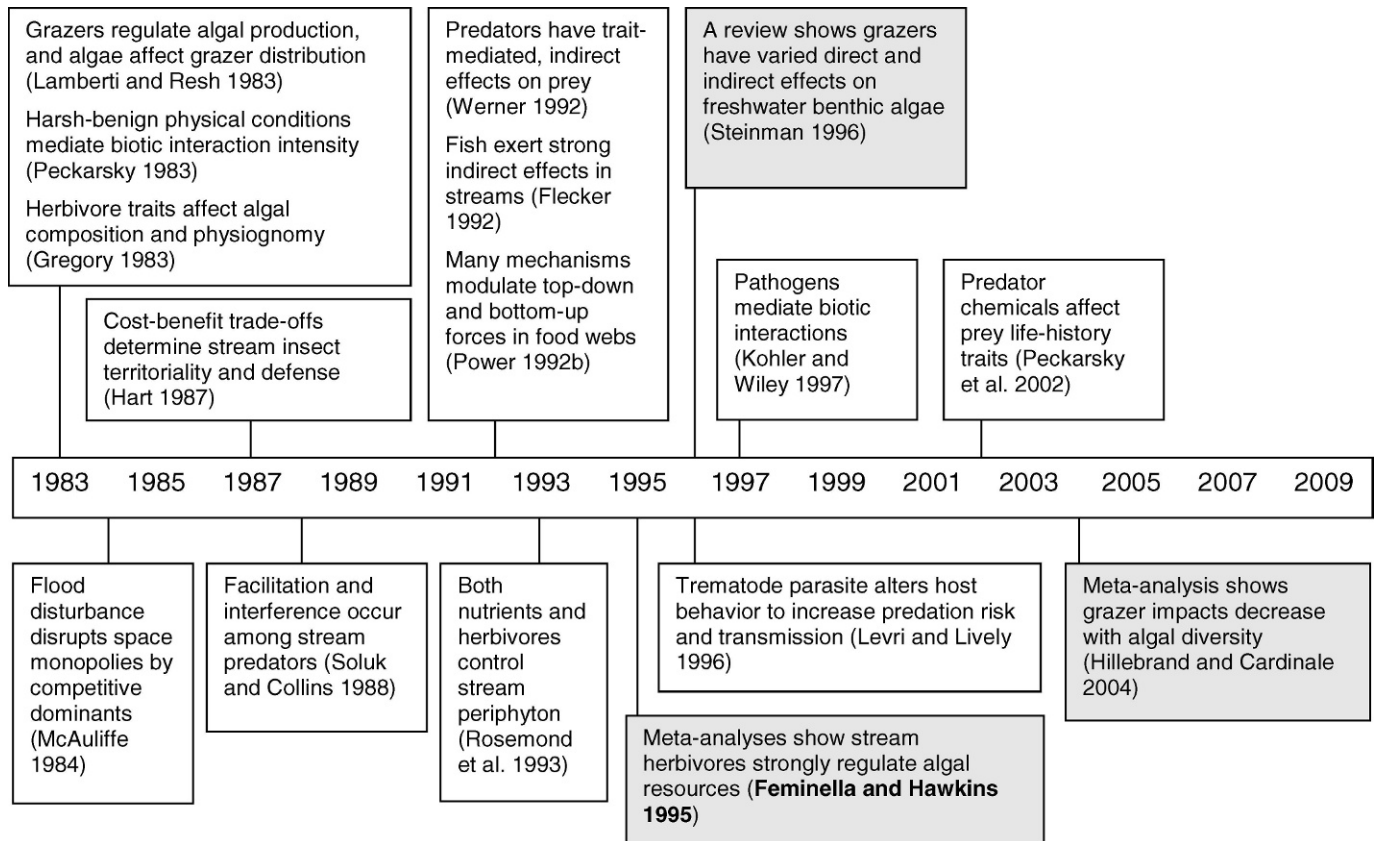 Grazers regulate algal production,
and algae affect grazer distribution
(Lamberti and Resh 1983)
Harsh-benign physical conditions
mediate biotic interaction intensity
(Peckarsky 1983)
Herbivore traits affect algal
composition and physiognomy
(Gregory 1983)
Cost-benefit trade-offs
determine stream insect
territoriality and defense
(Hart 1987)
Predators have trait-
mediated, indirect
effects on prey
(Werner 1992)
Fish exert strong
indirect effects in
streams (Flecker
1992)
Many mechanisms
modulate top-down
and bottom-up
forces in food webs
(Power 1992b)
A review shows grazers
have varied direct and
indirect effects on
freshwater benthic algae
(Steinman 1996)
Pathogens
mediate biotic
interactions
(Kohler and
Wiley 1997)
Predator
chemicals affect
prey life-history
traits (Peckarsky
et al. 2002)
1983 1985 1987 1989 1991 1993 1995 1997 1999 2001 2003 2005 2007 2009
Flood
disturbance
disrupts space
monopolies by
competitive
dominants
(McAuliffe
1984)
Facilitation and
interference occur
among stream
predators (Soluk
and Collins 1988)
Both
nutrients and
herbivores
control
stream
periphyton
(Rosemond
et al. 1993)
Trematode parasite alters host
behavior to increase predation risk
and transmission (Levri and Lively
1996)
Meta-analyses show stream
herbivores strongly regulate algal
resources (Feminella and Hawkins
1995)
Meta-analysis shows
grazer impacts decrease
with algal diversity
(Hillebrand and Cardinale
2004)